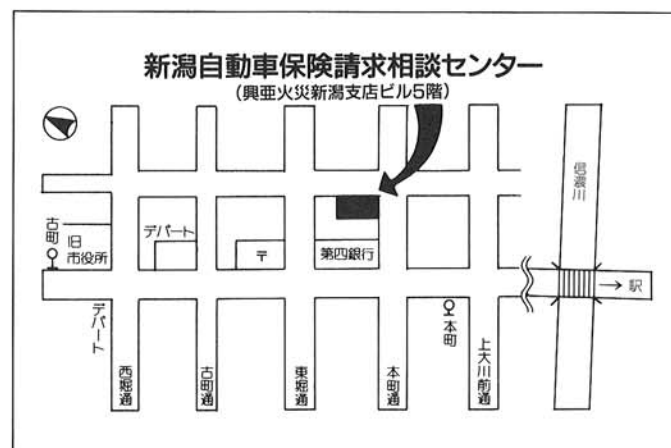 新潟自動車保険請求相談センター
(興亜火災新潟支店ビル5階)
信濃川
古町
旧
市役所
デパート
〒
第四銀行
→駅
デパート
本町
西堀通
古町通
東堀通
本町通
上大川前通